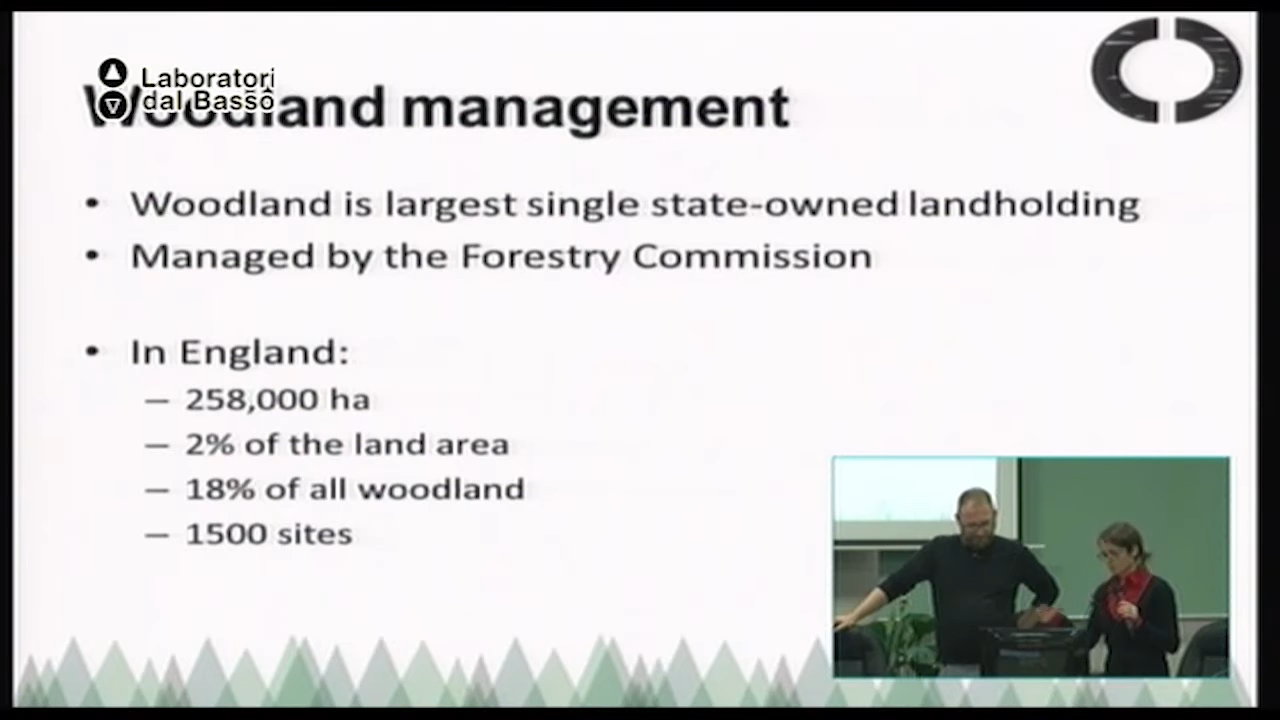 Laboratori
dal Basso
Woodland management
• Woodland is largest single state-owned landholding
• Managed by the Forestry Commission
• In England:
– 258,000 ha
– 2% of the land area
– 18% of all woodland
– 1500 sites